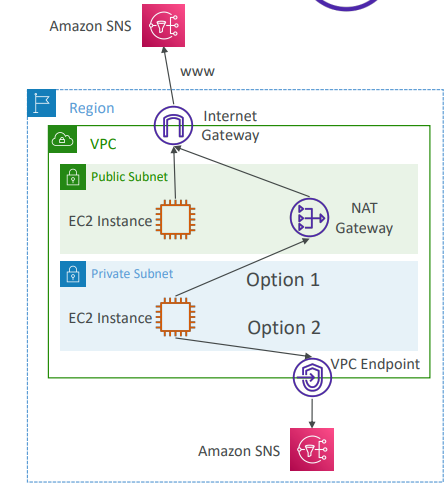 Amazon SNS
www
Region
Internet
Gateway
VPC
Public Subnet
EC2 Instance
NAT
Gateway
Private Subnet
Option 1
EC2 Instance
Option 2
VPC Endpoint
Amazon SNS